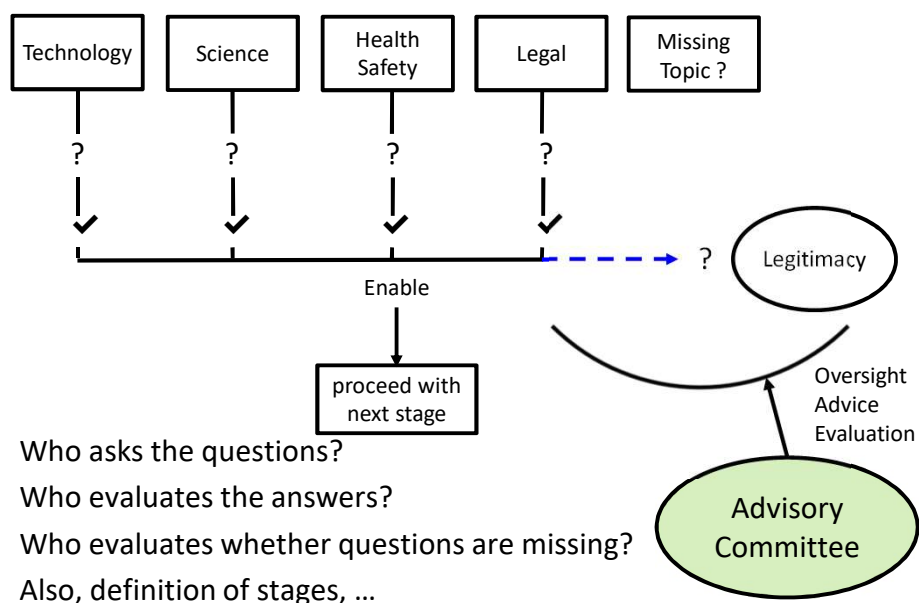 Technology
Science
Health
Safety
Legal
Missing
Topic ?
?
?
?
?
?
Legitimacy
Enable
proceed with
next stage
Oversight
Advice
Evaluation
Advisory
Committee
Who asks the questions?
Who evaluates the answers?
Who evaluates whether questions are missing?
Also, definition of stages, ...